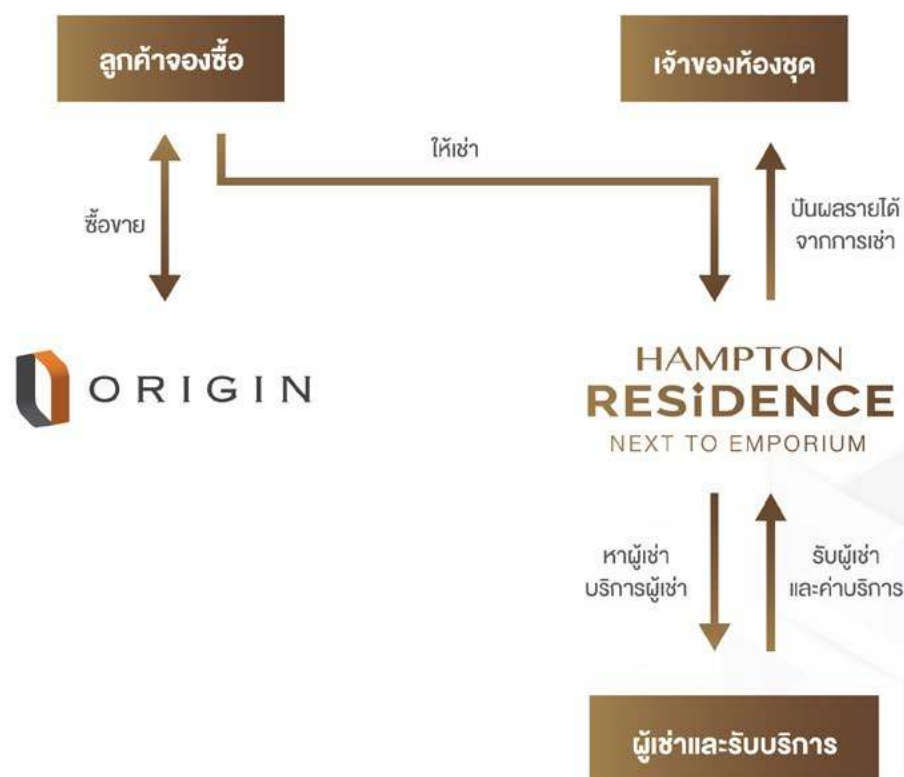 ลูกค้าจองซื้อ
เจ้าของห้องชุด
ให้เช่า
ซื้อขาย
ปันผลรายได้
จากการเช่า
ORIGIN
HAMPTON
RESiDENCE
NEXT TO EMPORIUM
หาผู้เช่า
บริการผู้เช่า
รับผู้เช่า
และค่าบริการ
ผู้เช่าและรับบริการ